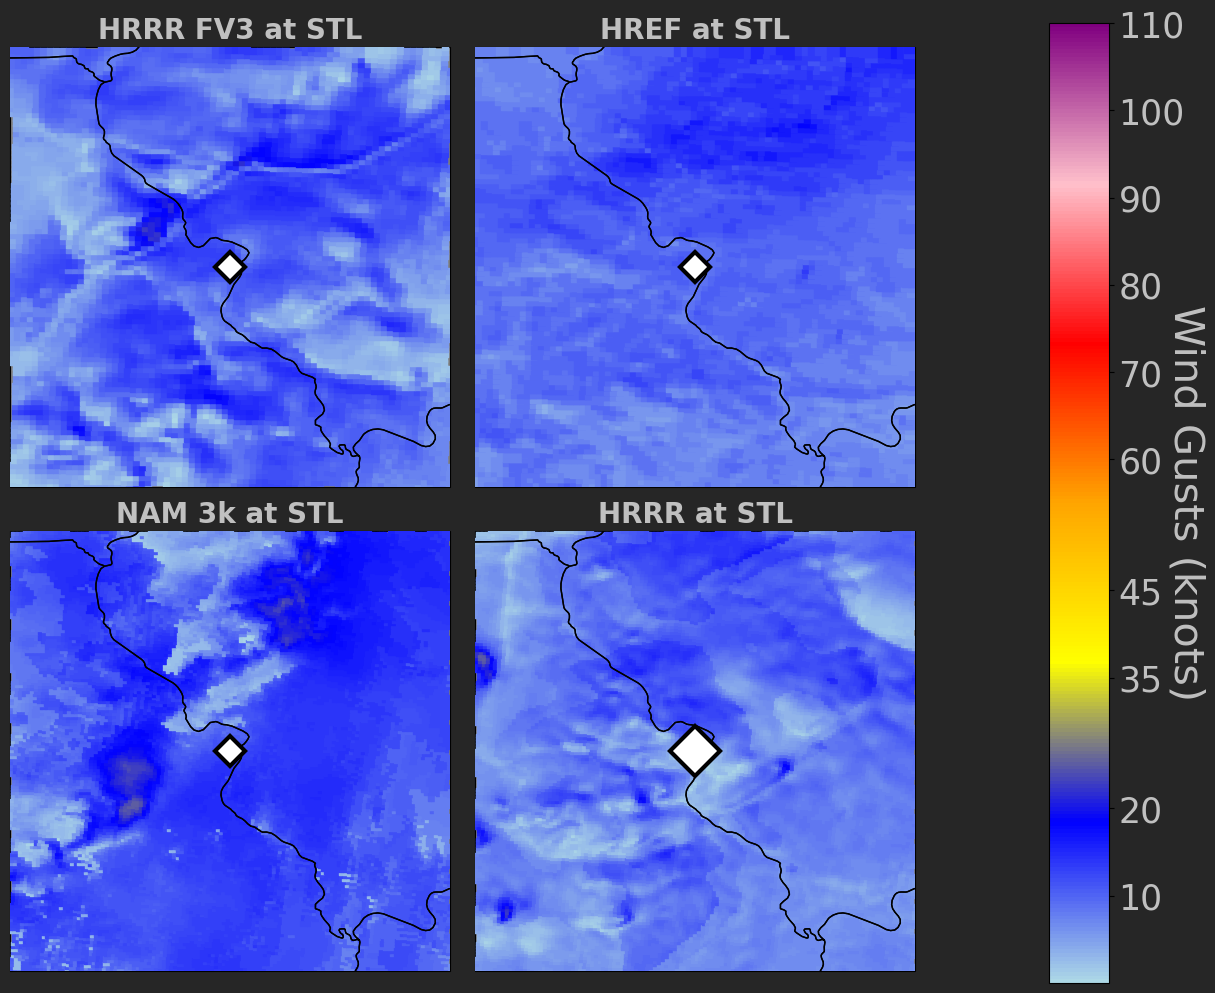 HRRR FV3 at STL
HREF at STL
NAM 3k at STL
HRRR at STL
110
100
90
80
70
60
45
35
20
10
Wind Gusts (knots)